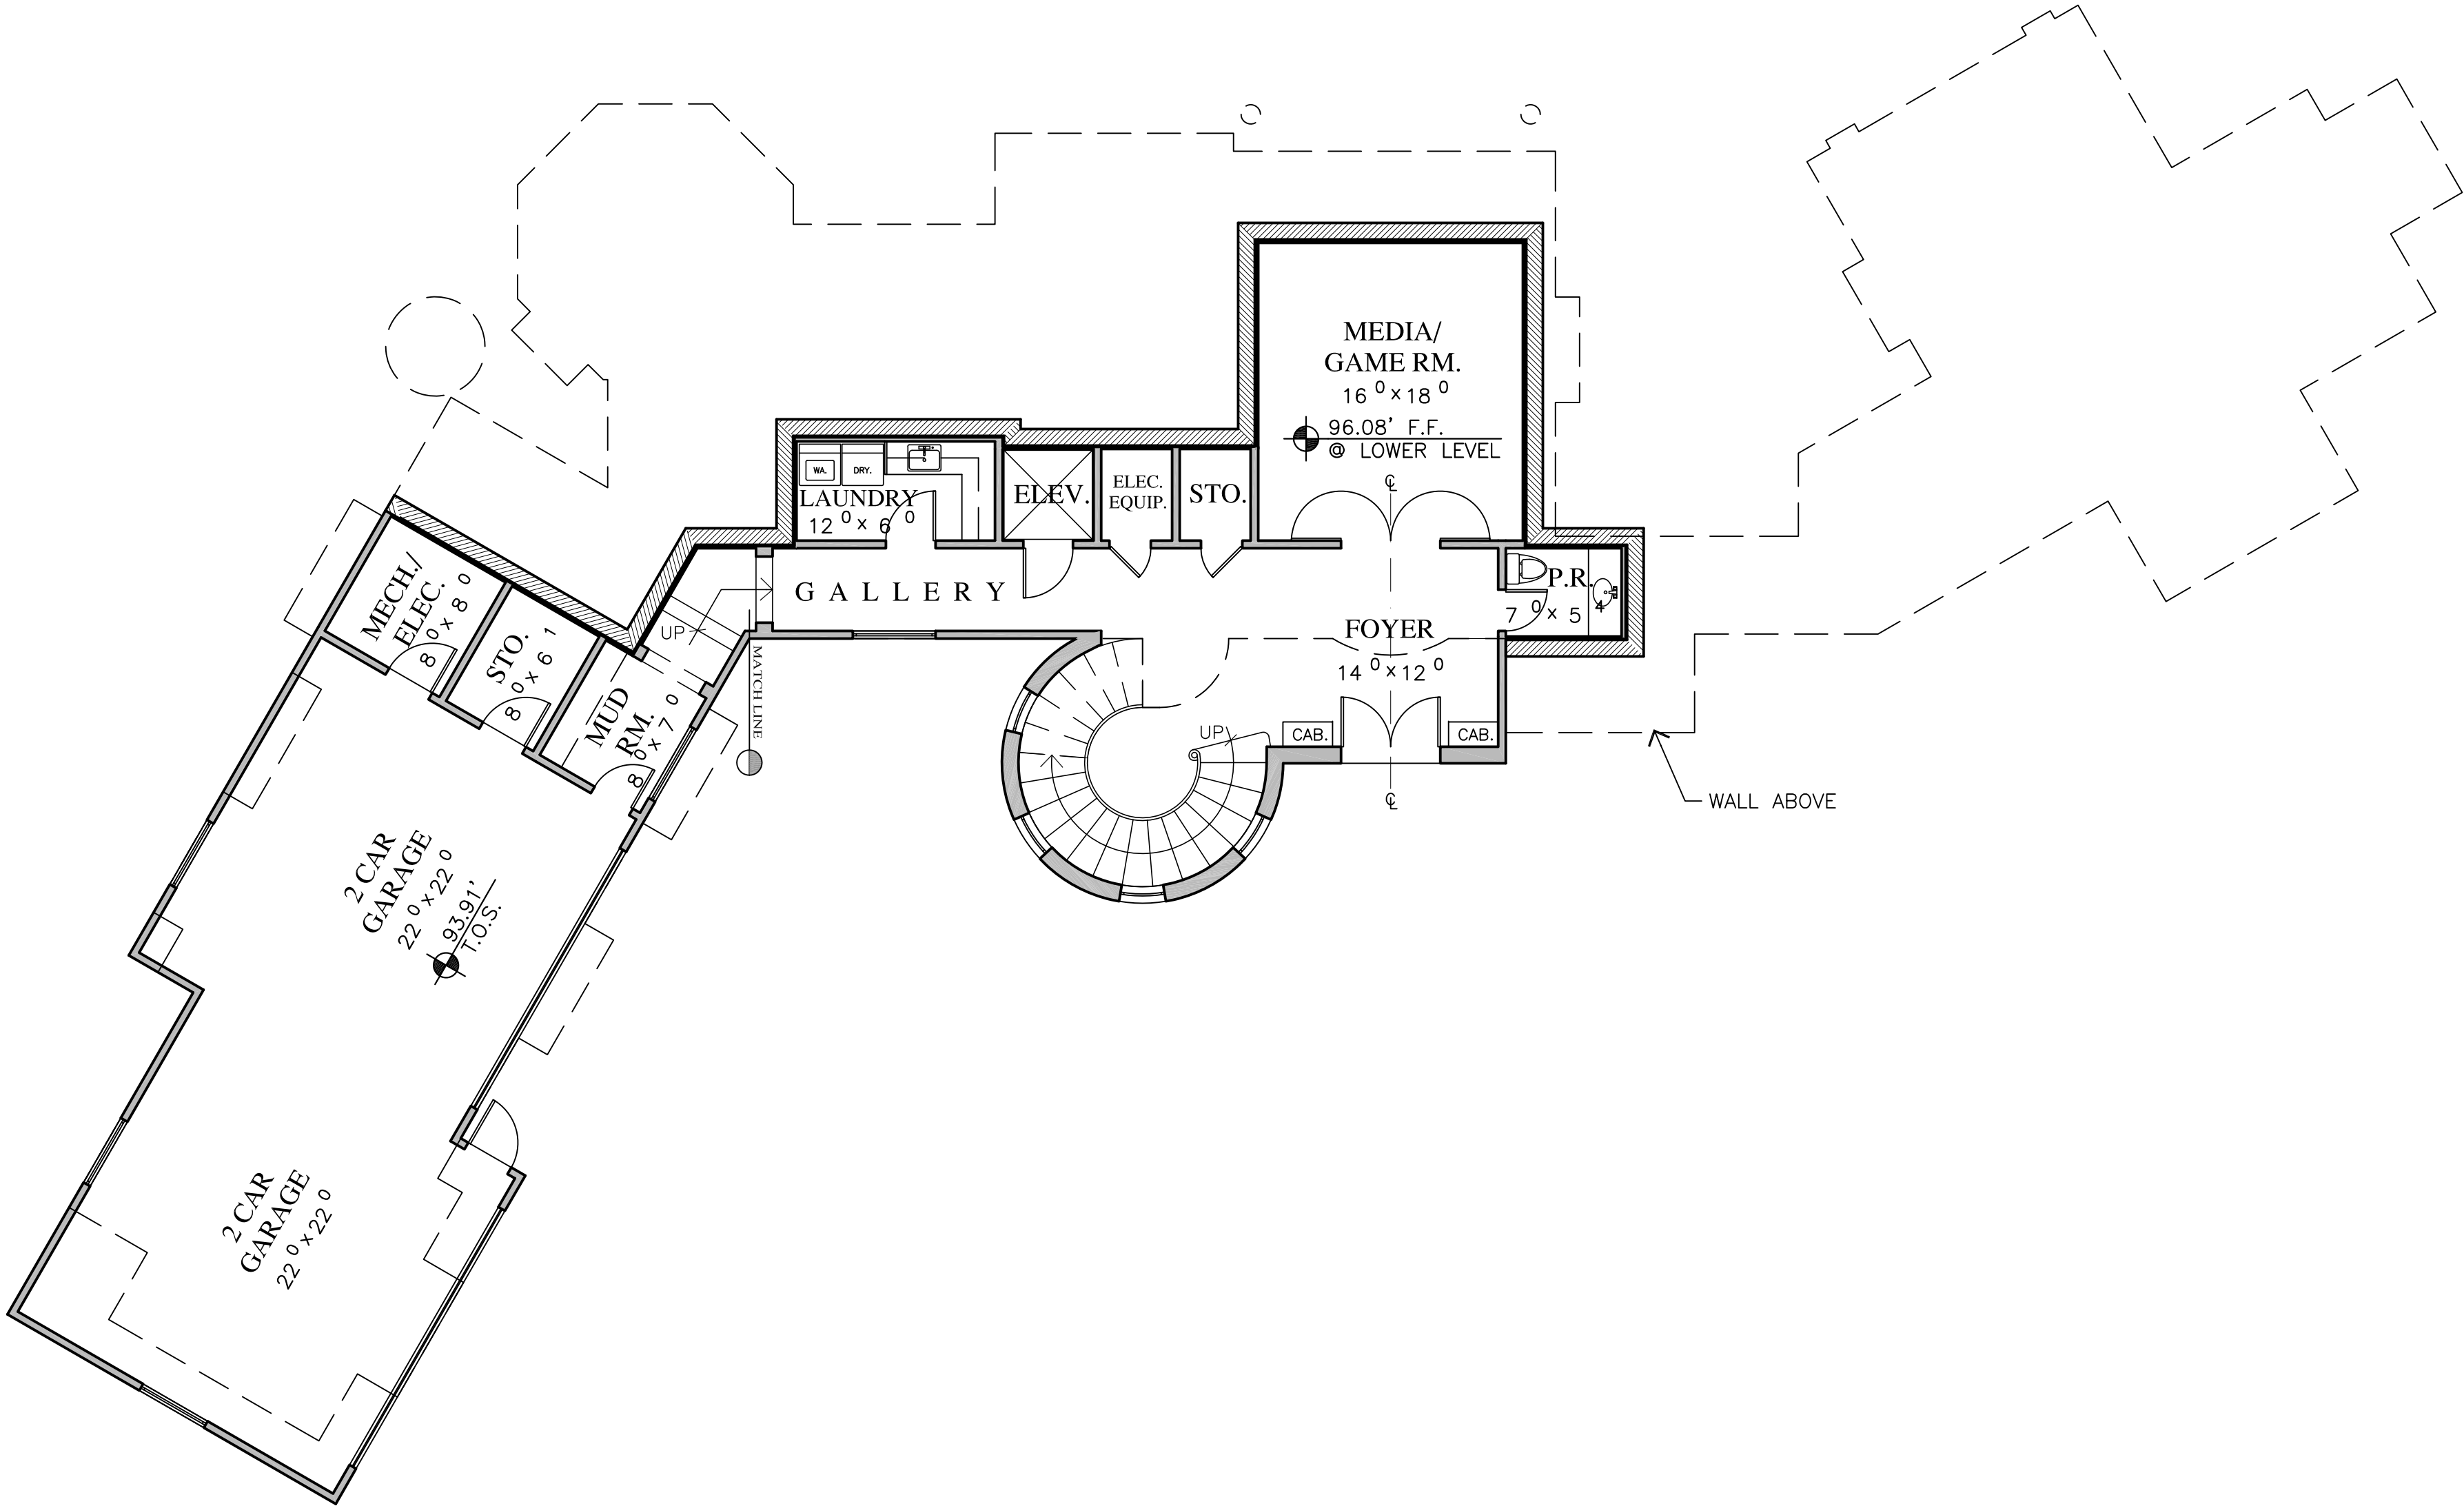 MEDIA/
GAME RM.
16 0 x 18 0
96.08' F.F.
@ LOWER LEVEL
WA.
DRY.
LAUNDRY
12 0 x 6 0
ELEV.
ELEC.
EQUIP.
STO.
℄
GALLERY
P.R.
7 0 x 5 4
FOYER
14 0 x 12 0
UP
CAB.
CAB.
℄
WALL ABOVE
UP
MATCH LINE
MECH./
ELEC.
8 0 x 8 0
STO.
8 0 x 6 1
MUD
RM.
8 0 x 7 0
2 CAR
GARAGE
22 0 x 22 0
93.91'
T.O.S.
2 CAR
GARAGE
22 0 x 22 0